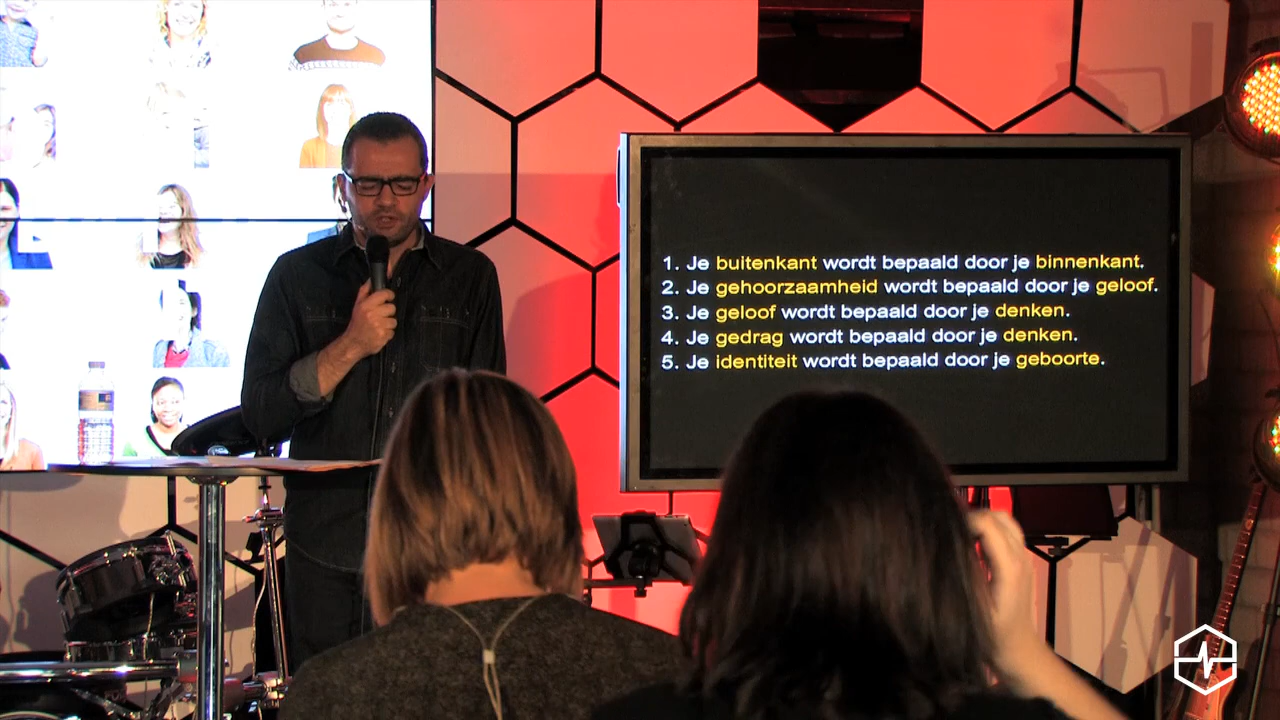 1. Je buitenkant wordt bepaald door je binnenkant.
2. Je gehoorzaamheid wordt bepaald door je geloof.
3. Je geloof wordt bepaald door je denken.
4. Je gedrag wordt bepaald door je denken.
5. Je identiteit wordt bepaald door je geboorte.